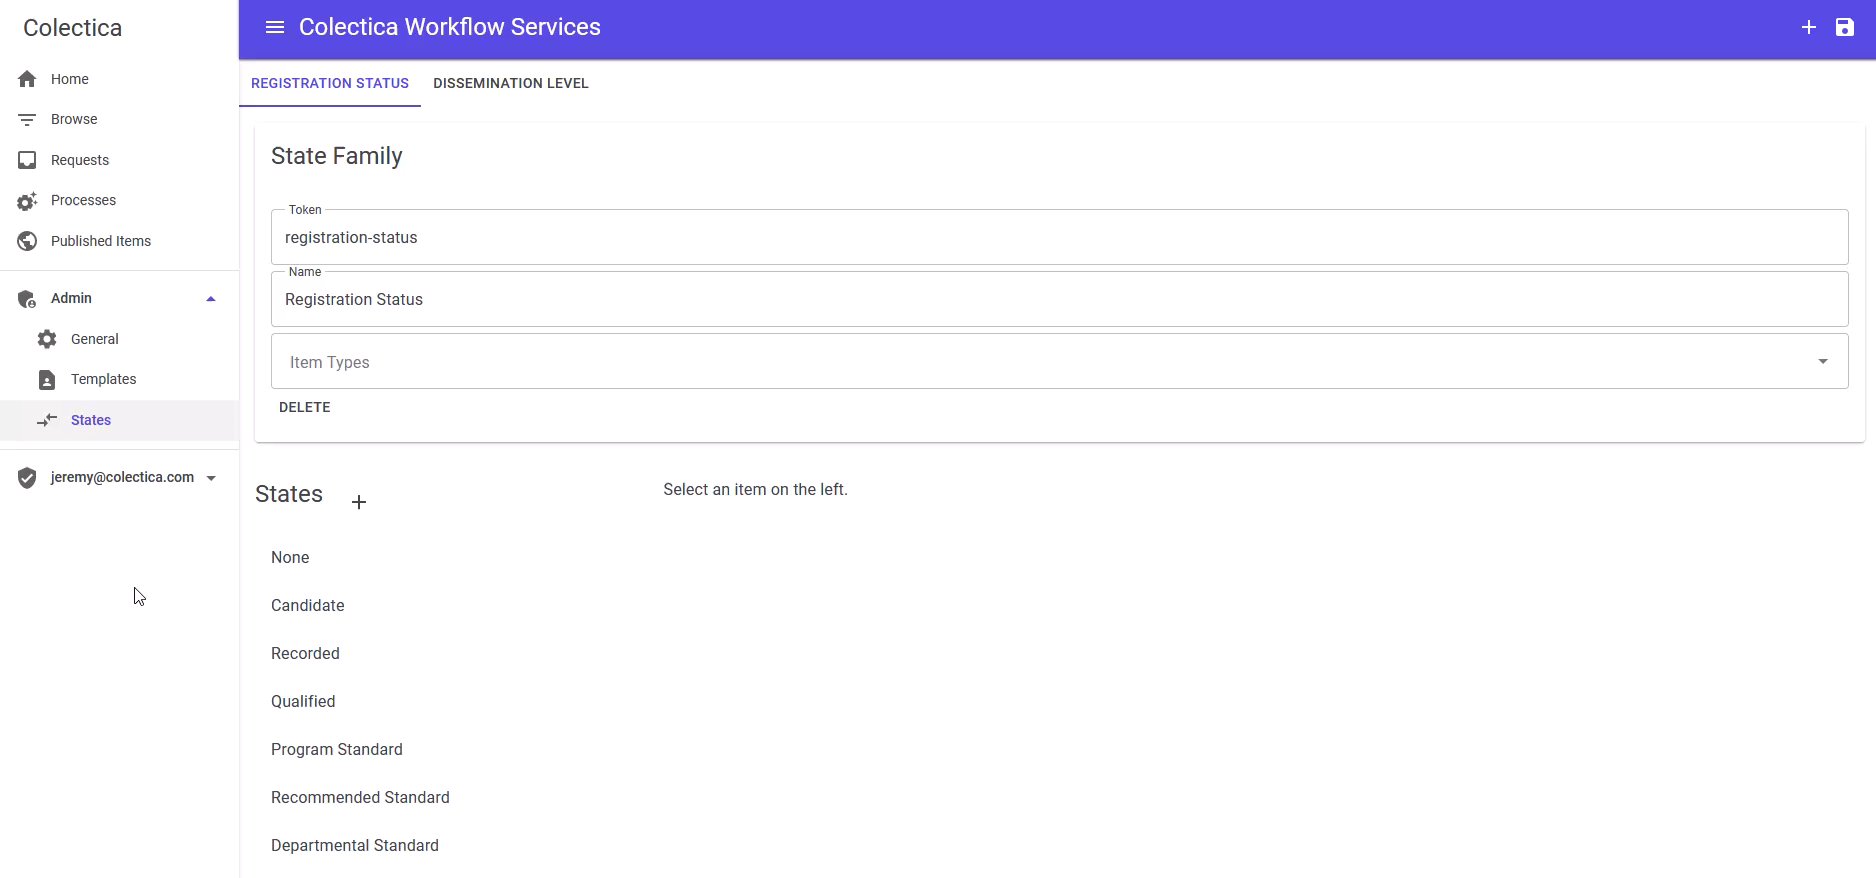 Colectica
Home
Browse
Requests
Processes
Published Items
Admin
General
Templates
States
jeremy@colectica.com
Colectica Workflow Services
REGISTRATION STATUS
DISSEMINATION LEVEL
State Family
Token
registration-status
Name
Registration Status
Item Types
DELETE
States
Select an item on the left.
None
Candidate
Recorded
Qualified
Program Standard
Recommended Standard
Departmental Standard